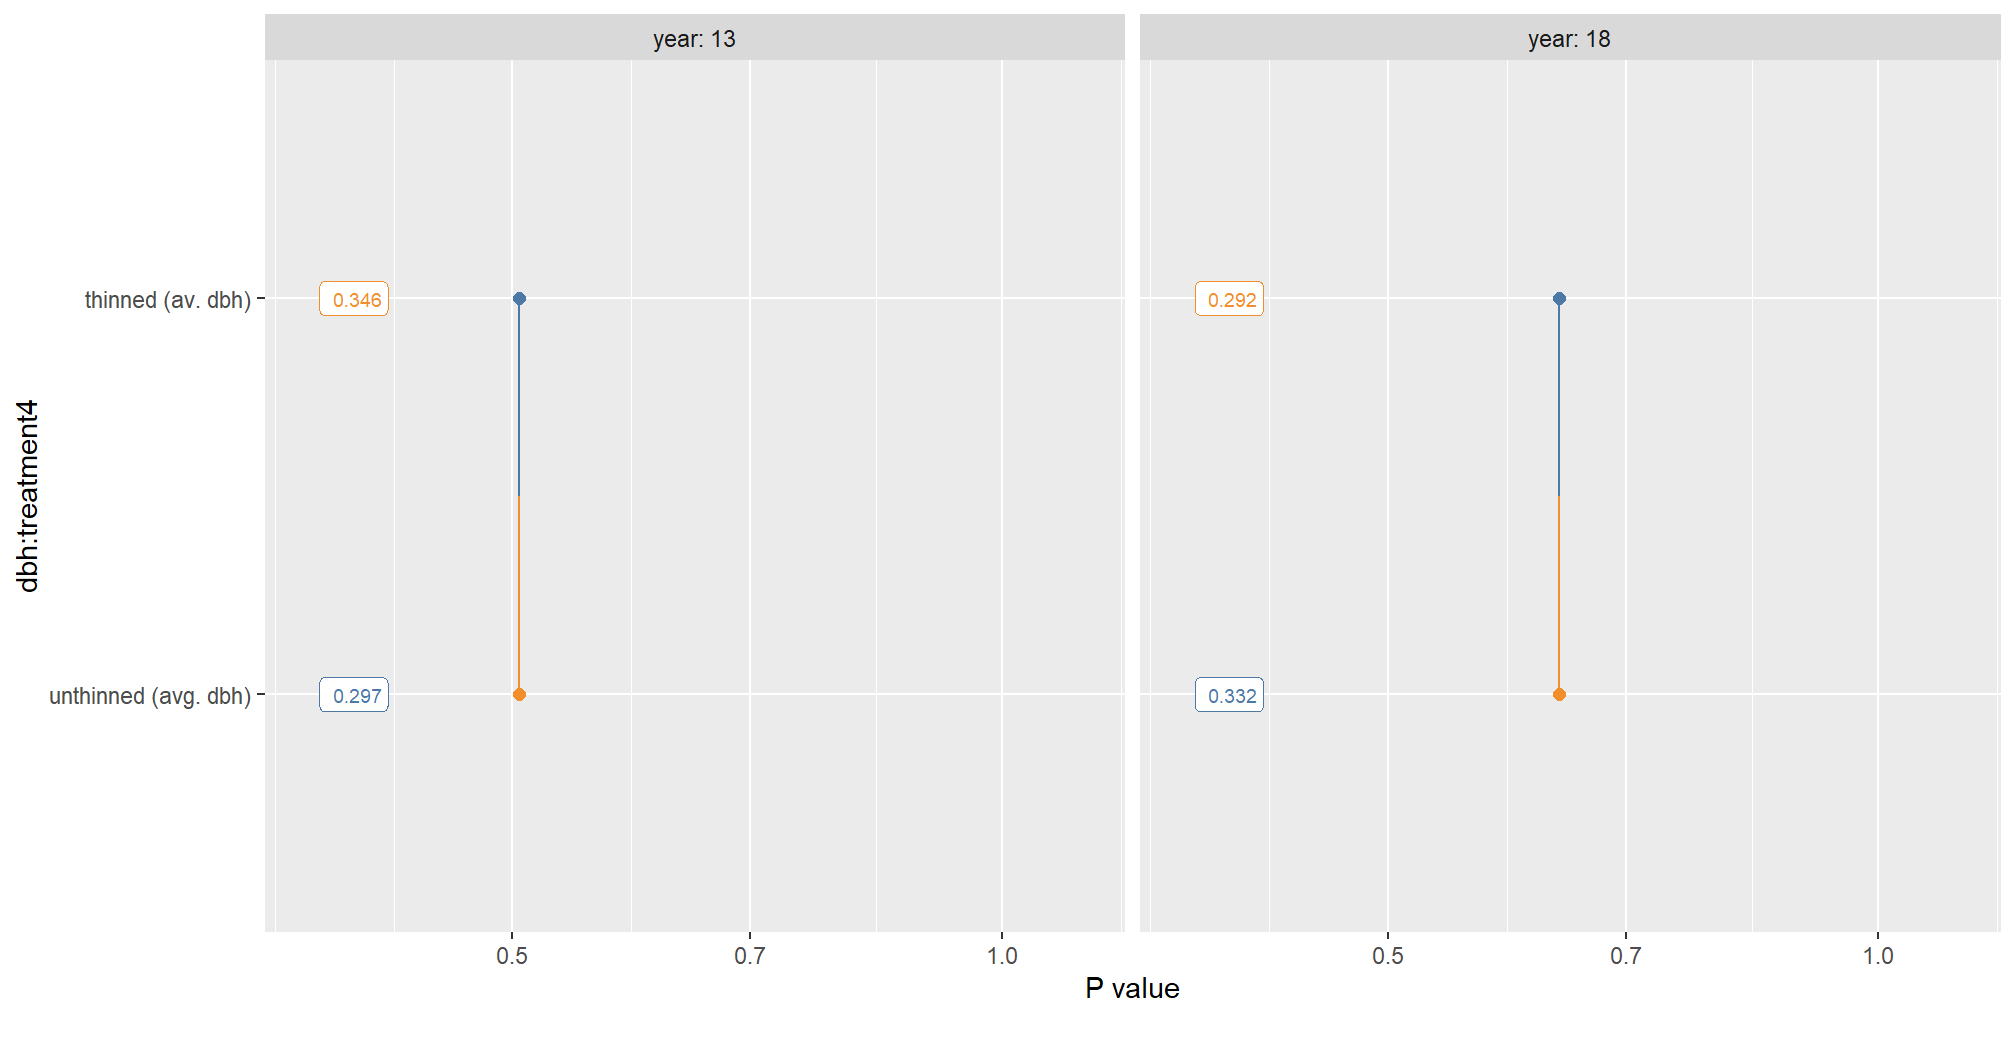 year: 13
year: 18
thinned (av. dbh)
0.346
0.292
dbh:treatment4
unthinned (avg. dbh)
0.297
0.332
0.5
0.7
1.0
0.5
0.7
1.0
P value